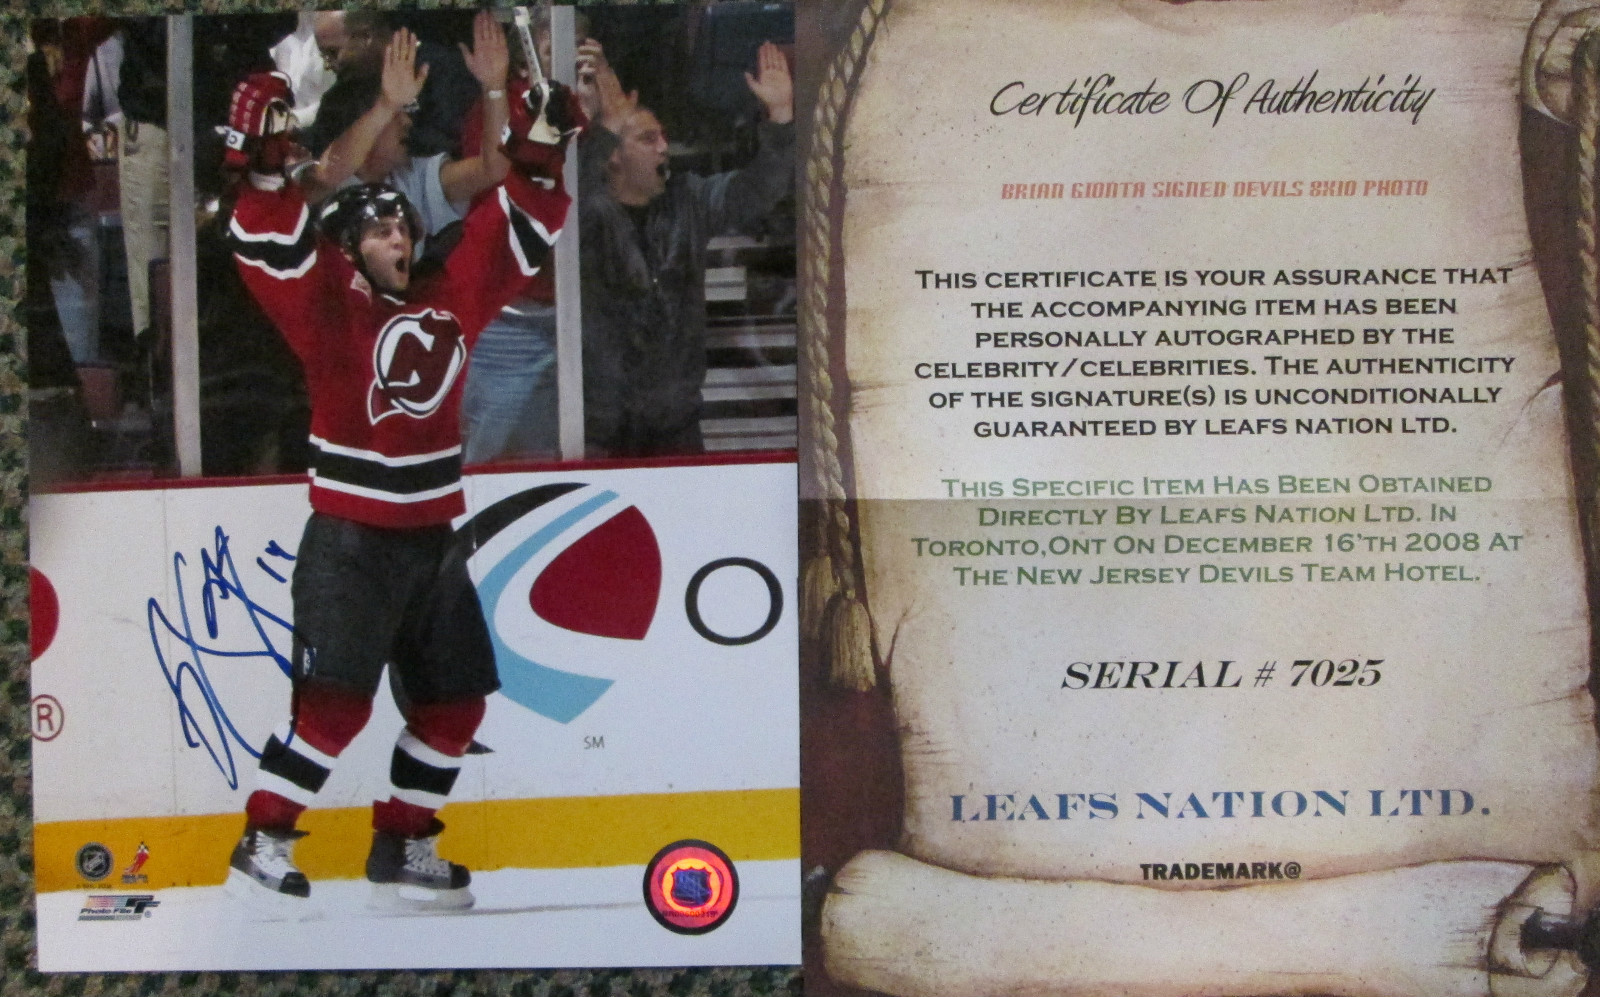 14
O
®
SM
Photo File
Certificate Of Authenticity
BRIAN GIONTA SIGNED DEVILS 8X10 PHOTO
THIS CERTIFICATE IS YOUR ASSURANCE THAT
THE ACCOMPANYING ITEM HAS BEEN
PERSONALLY AUTOGRAPHED BY THE
CELEBRITY/CELEBRITIES. THE AUTHENTICITY
OF THE SIGNATURE(S) IS UNCONDITIONALLY
GUARANTEED BY LEAFS NATION LTD.
THIS SPECIFIC ITEM HAS BEEN OBTAINED
DIRECTLY BY LEAFS NATION LTD. IN
TORONTO,ONT ON DECEMBER 16'TH 2008 AT
THE NEW JERSEY DEVILS TEAM HOTEL.
SERIAL # 7025
LEAFS NATION LTD.
TRADEMARK@